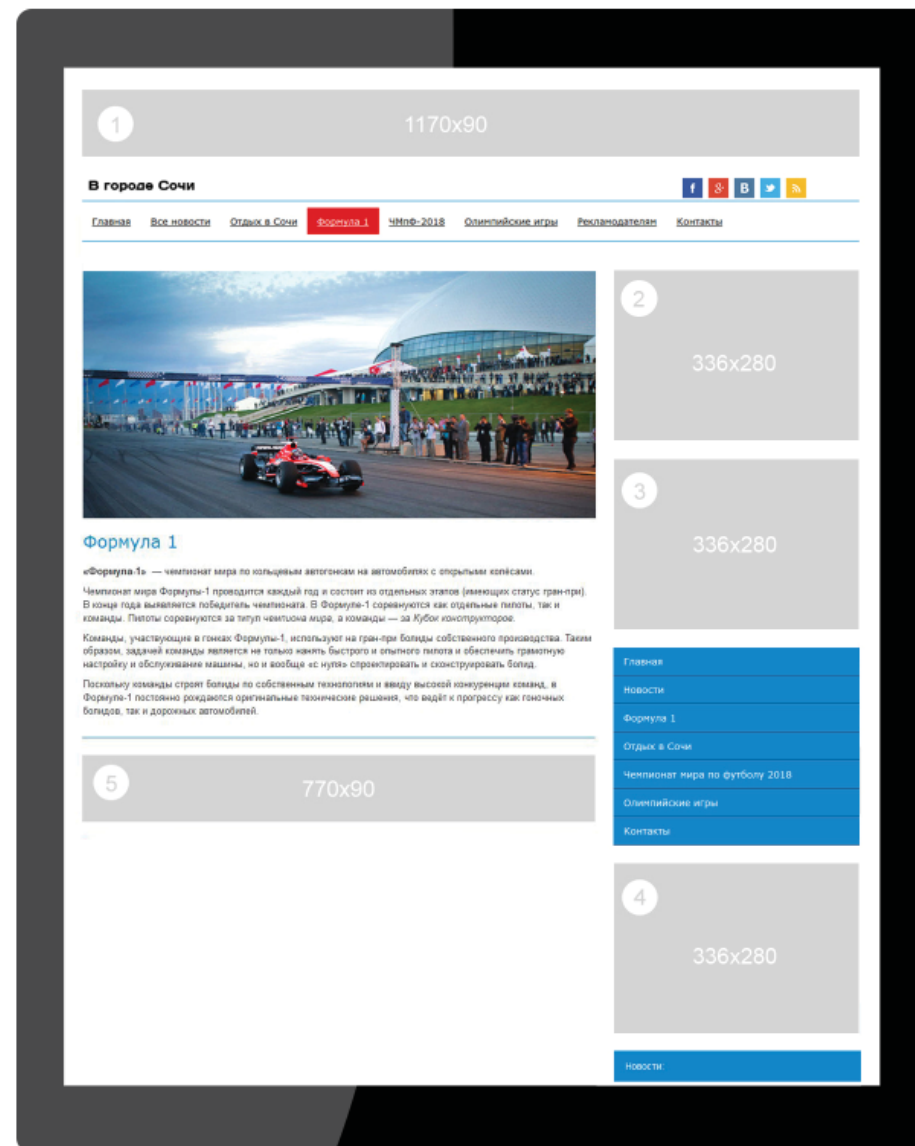 1
1170x90
В городе Сочи
Главная Все новости Отдых в Сочи Формула 1 ЧМпФ-2018 Олимпийские игры Рекламодателям Контакты
2
336x280
3
336x280
Формула 1
«Формула-1» — чемпионат мира по кольцевым автогонкам на автомобилях с открытыми колёсами.
Чемпионат мира Формулы-1 проводится каждый год и состоит из отдельных этапов (имеющих статус гран-при).
В конце года выявляется победитель чемпионата. В Формуле-1 соревнуются как отдельные пилоты, так и
команды. Пилоты соревнуются за титул чемпиона мира, а команды — за Кубок конструкторов.
Команды, участвующие в гонках Формулы-1, используют на гран-при болиды собственного производства. Таким
образом, задачей команды является не только нанять быстрого и опытного пилота и обеспечить грамотную
настройку и обслуживание машины, но и вообще «с нуля» спроектировать и сконструировать болид.
Поскольку команды строят болиды по собственным технологиям и ввиду высокой конкуренции команд, в
Формуле-1 постоянно рождаются оригинальные технические решения, что ведёт к прогрессу как гоночных
болидов, так и дорожных автомобилей.
5
770x90
Главная
Новости
Формула 1
Отдых в Сочи
Чемпионат мира по футболу 2018
Олимпийские игры
Контакты
4
336x280
Новости: